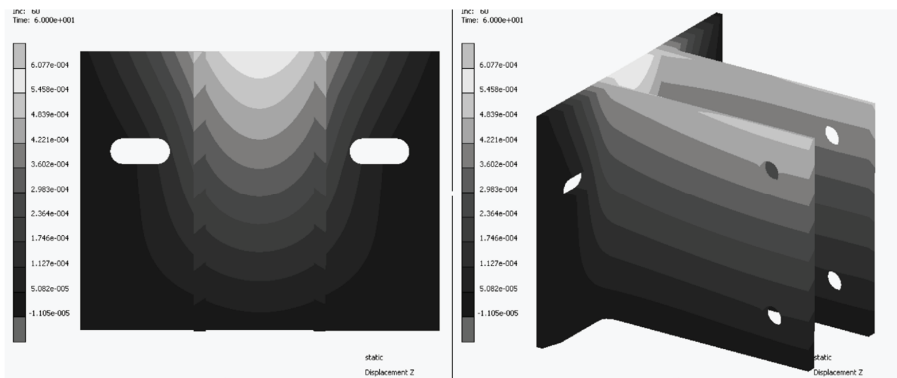 Inc: 60
Time: 6.000e+001
6.077e-004
5.458e-004
4.839e-004
4.221e-004
3.602e-004
2.983e-004
2.364e-004
1.746e-004
1.127e-004
5.082e-005
-1.105e-005
static
Displacement Z
Inc: 60
Time: 6.000e+001
6.077e-004
5.458e-004
4.839e-004
4.221e-004
3.602e-004
2.983e-004
2.364e-004
1.746e-004
1.127e-004
5.082e-005
-1.105e-005
static
Displacement Z